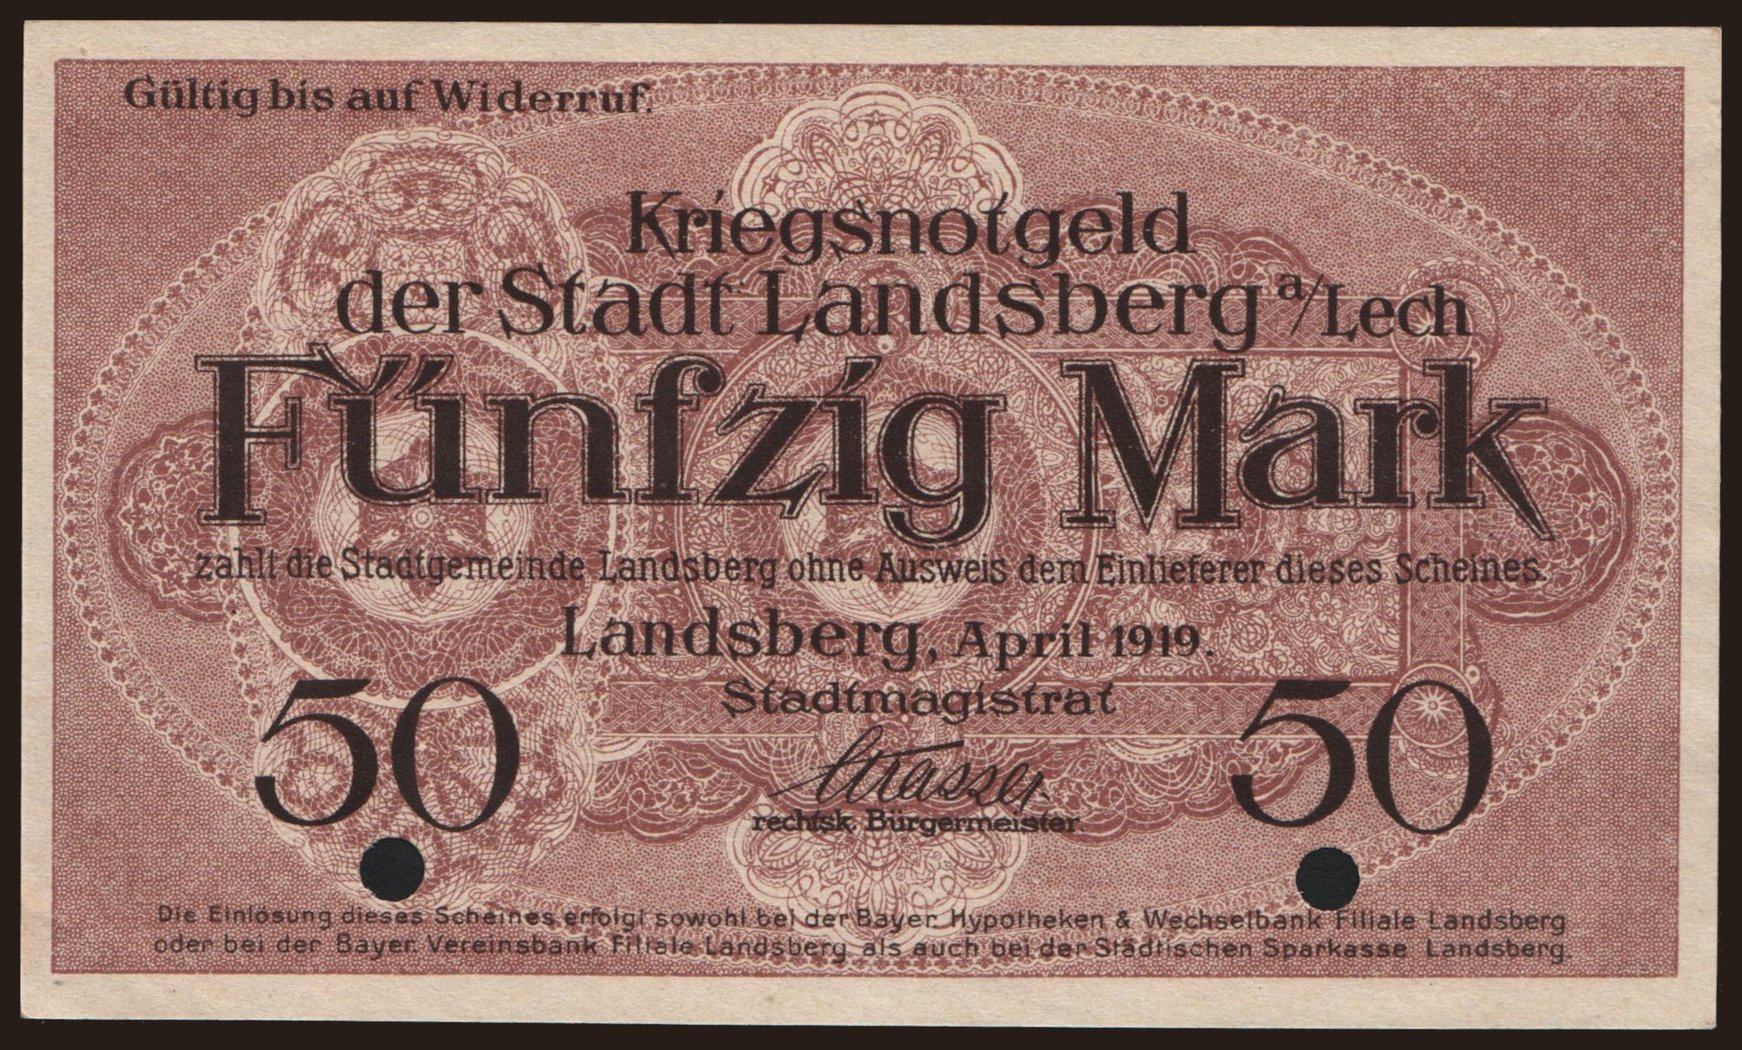 Gültig bis auf Widerruf.
Kriegsnotgeld
der Stadt Landsberg a/Lech
Fünfzig Mark
zahlt die Stadtgemeinde Landsberg ohne Ausweis dem Einlieferer dieses Scheines.
Landsberg, April 1919.
Stadtmagistrat
50 50
Strasser
rechtsk. Bürgermeister.
Die Einlösung dieses Scheines erfolgt sowohl bei der Bayer. Hypotheken & Wechselbank Filiale Landsberg
oder bei der Bayer. Vereinsbank Filiale Landsberg als auch bei der Städtischen Sparkasse Landsberg.